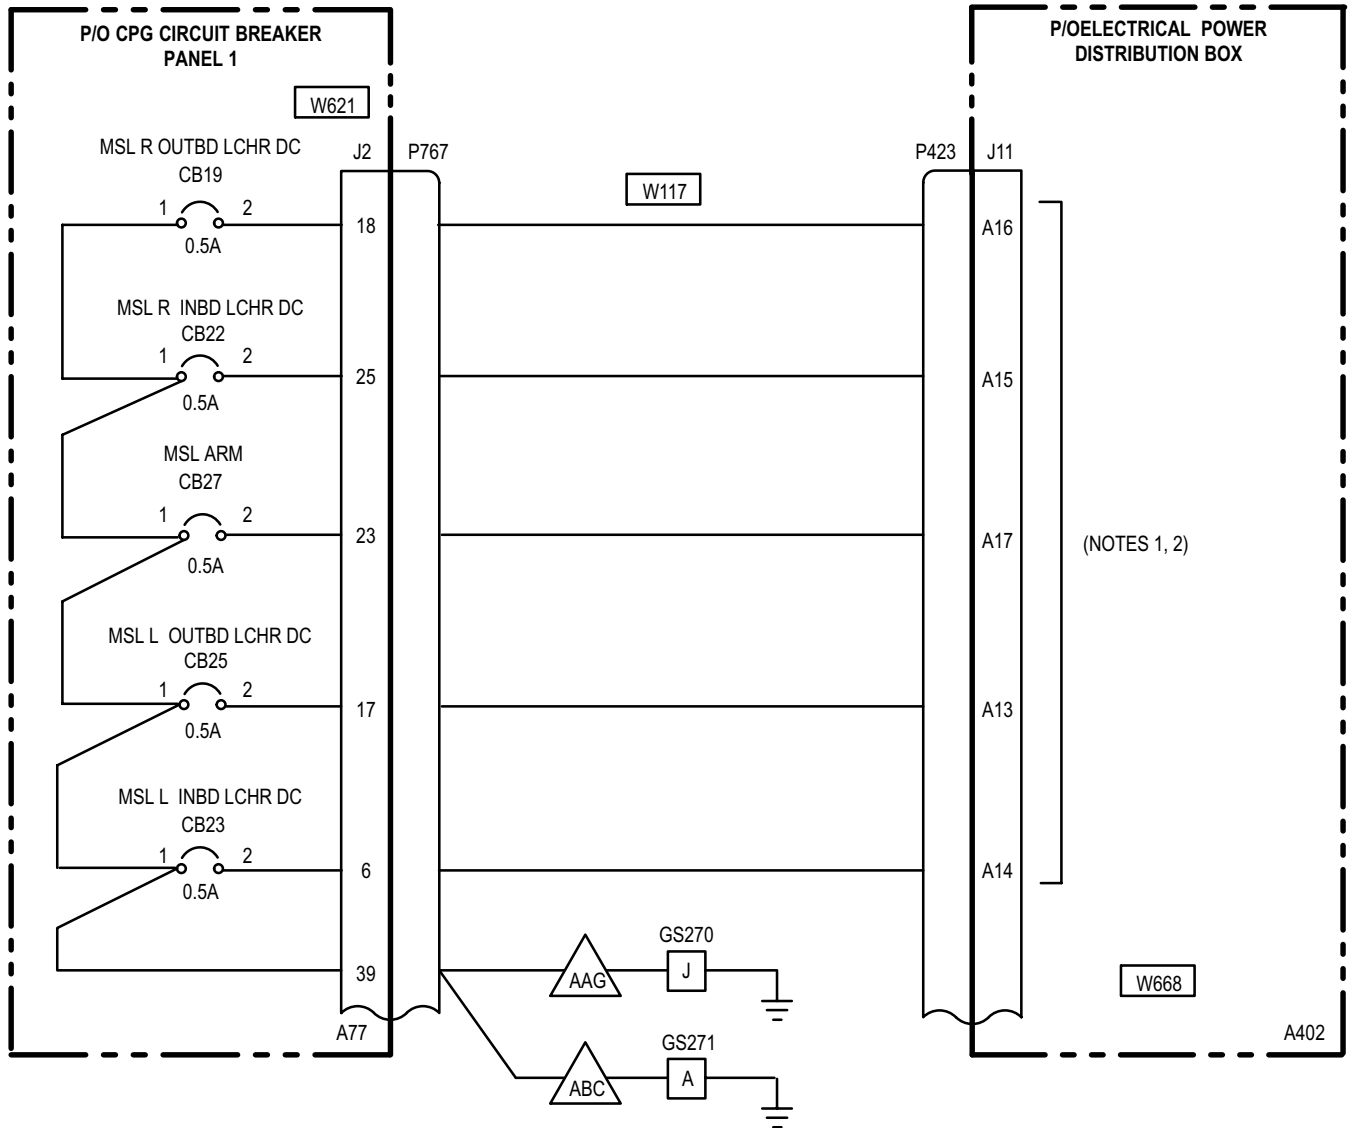 P/O CPG CIRCUIT BREAKER
PANEL 1
P/OELECTRICAL POWER
DISTRIBUTION BOX
W621
MSL R OUTBD LCHR DC
CB19
1 2
0.5A
J2 P767
P423 J11
W117
18
A16
MSL R INBD LCHR DC
CB22
1 2
0.5A
25
A15
MSL ARM
CB27
1 2
0.5A
23
A17
(NOTES 1, 2)
MSL L OUTBD LCHR DC
CB25
1 2
0.5A
17
A13
MSL L INBD LCHR DC
CB23
1 2
0.5A
6
A14
39
AAG
GS270
J
W668
A77
A402
ABC
GS271
A